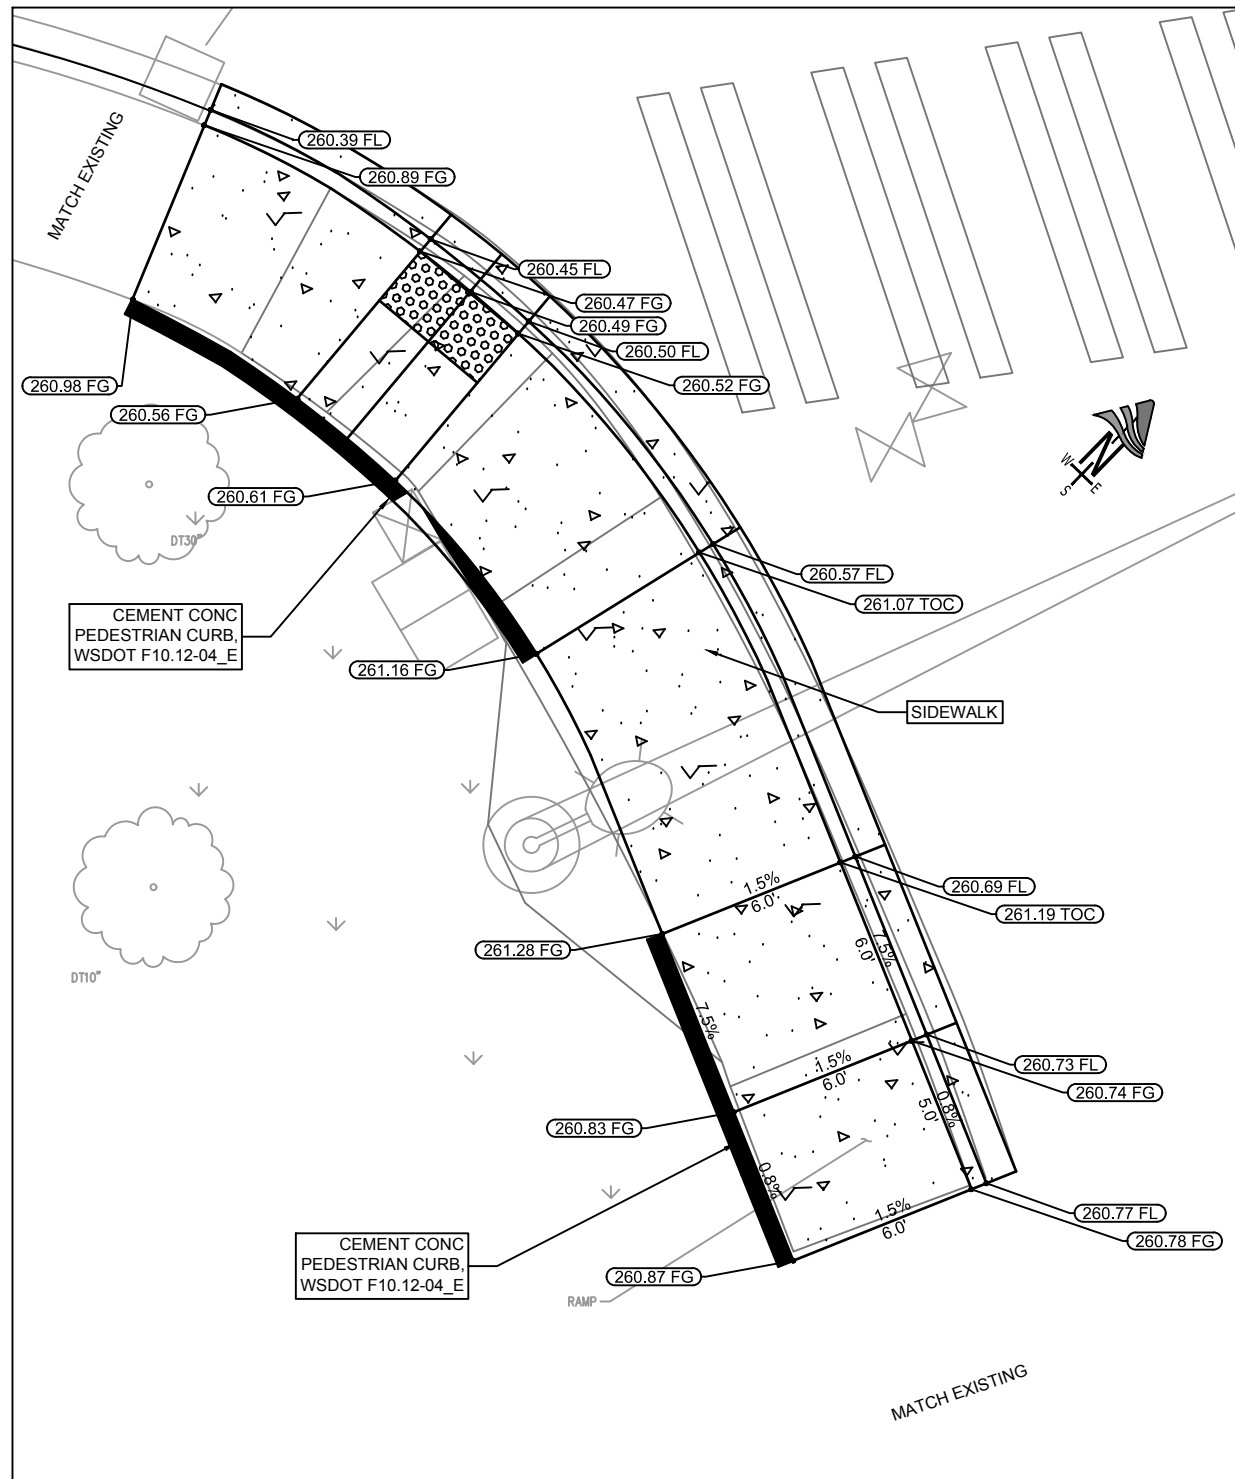 MATCH EXISTING
260.39 FL
260.89 FG
260.45 FL
260.47 FG
260.49 FG
260.50 FL
260.52 FG
260.98 FG
260.56 FG
260.61 FG
DT30"
N
W
S
E
CEMENT CONC
PEDESTRIAN CURB,
WSDOT F10.12-04_E
260.57 FL
261.07 TOC
261.16 FG
SIDEWALK
260.69 FL
261.19 TOC
1.5%
6.0'
261.28 FG
7.5%
6.0'
DT10"
7.5%
1.5%
6.0'
260.73 FL
260.74 FG
260.83 FG
0.8%
5.0'
0.8%
1.5%
6.0'
260.77 FL
260.78 FG
CEMENT CONC
PEDESTRIAN CURB,
WSDOT F10.12-04_E
260.87 FG
RAMP
MATCH EXISTING